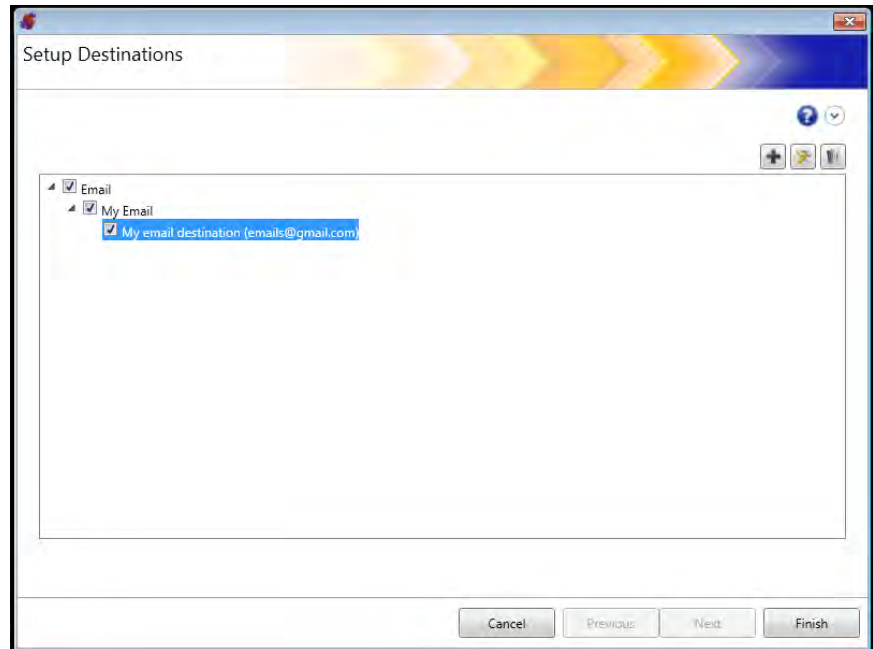 Setup Destinations
Email
My Email
My email destination (emails@gmail.com)
Cancel Previous Next Finish